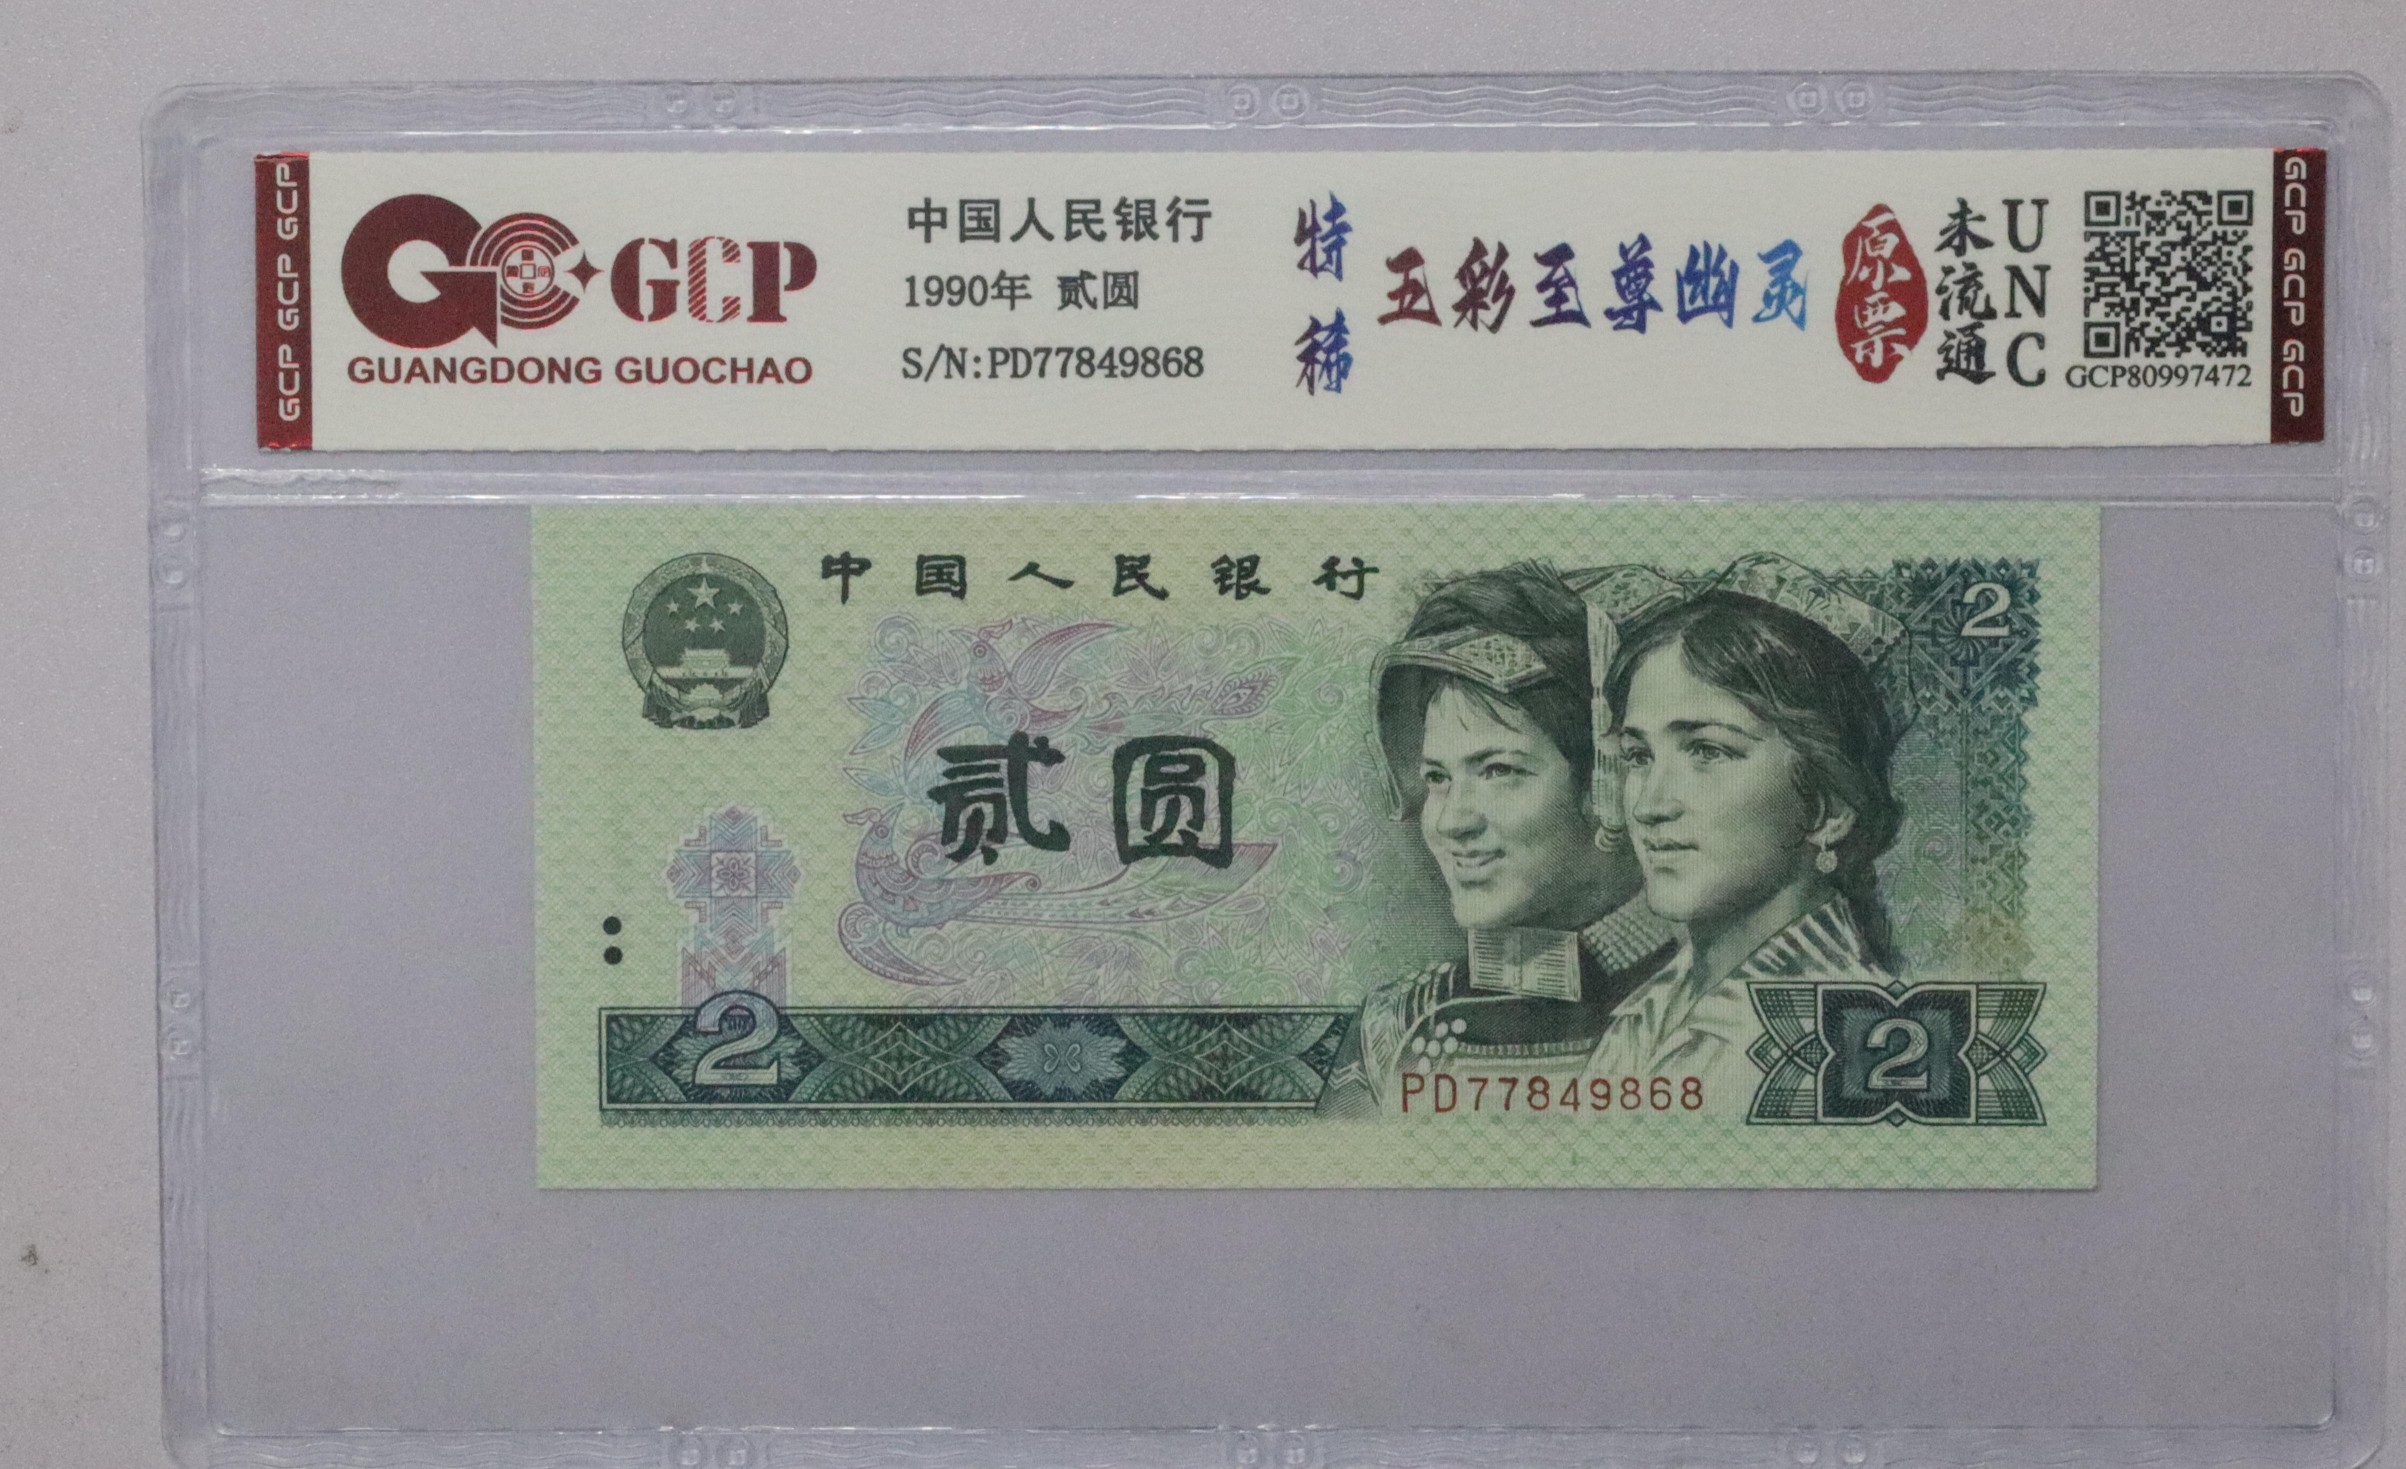 GCP GCP GCP
GCP
GUANGDONG GUOCHAO
中国人民银行
1990年 贰圆
S/N:PD77849868
特稀
五彩至尊幽灵
原票
未流通
UNC
GCP80997472
GCP GCP GCP
中国人民银行
2
贰圆
2
PD77849868
2